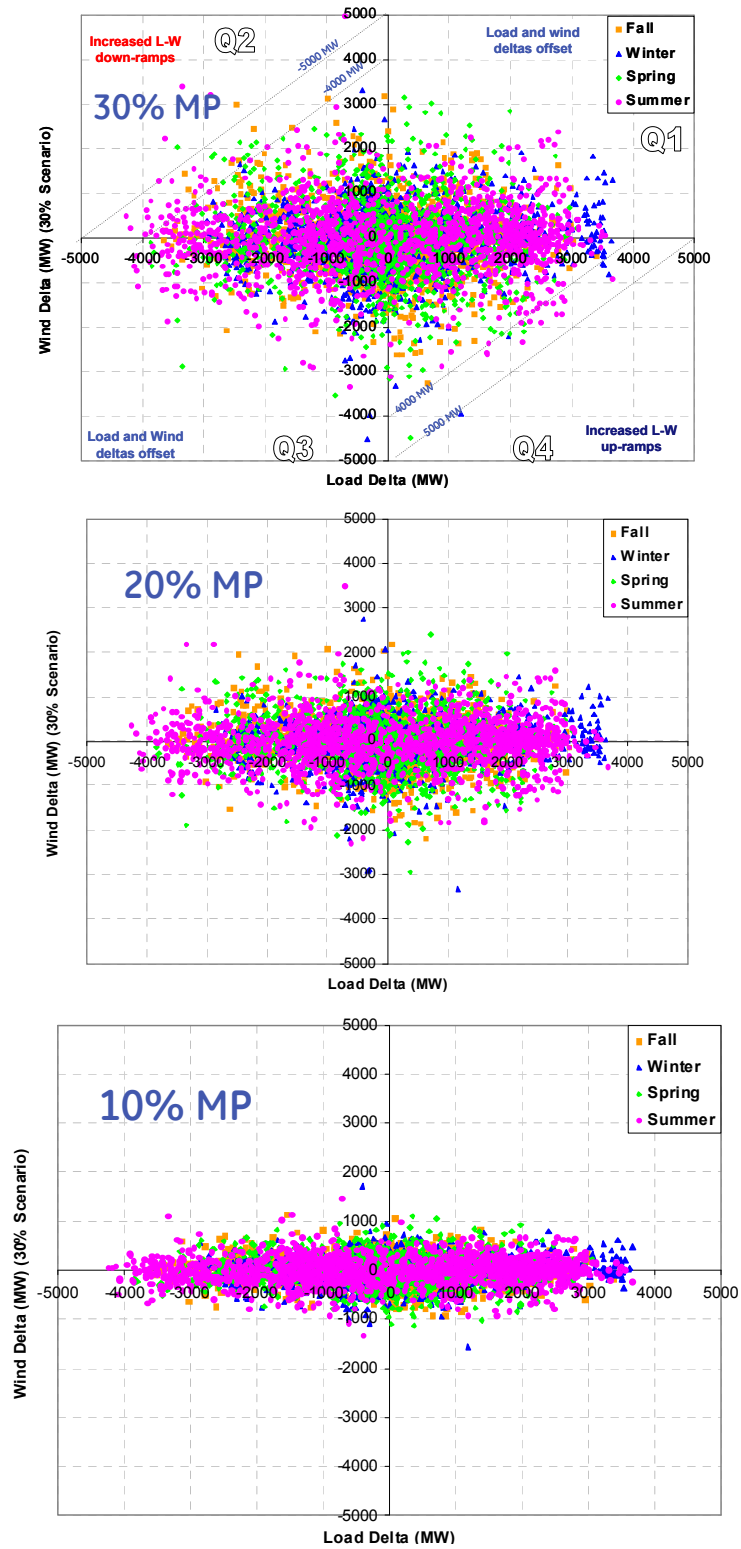 5000
4000
3000
2000
1000
0
-1000
-2000
-3000
-4000
-5000
Wind Delta (MW) (30% Scenario)
Increased L-W
down-ramps
Q2
30% MP
-5000 MW
-4000 MW
Load and wind
deltas offset
Fall
Winter
Spring
Summer
Q1
-5000 -4000 -3000 -2000 -1000 0 1000 2000 3000 4000 5000
4000 MW
5000 MW
Load and Wind
deltas offset
Q3
Q4
Increased L-W
up-ramps
Load Delta (MW)
5000
4000
3000
2000
1000
0
-1000
-2000
-3000
-4000
-5000
Wind Delta (MW) (30% Scenario)
20% MP
Fall
Winter
Spring
Summer
-5000 -4000 -3000 -2000 -1000 0 1000 2000 3000 4000 5000
Load Delta (MW)
5000
4000
3000
2000
1000
0
-1000
-2000
-3000
-4000
-5000
Wind Delta (MW) (30% Scenario)
10% MP
Fall
Winter
Spring
Summer
-5000 -4000 -3000 -2000 -1000 0 1000 2000 3000 4000 5000
Load Delta (MW)